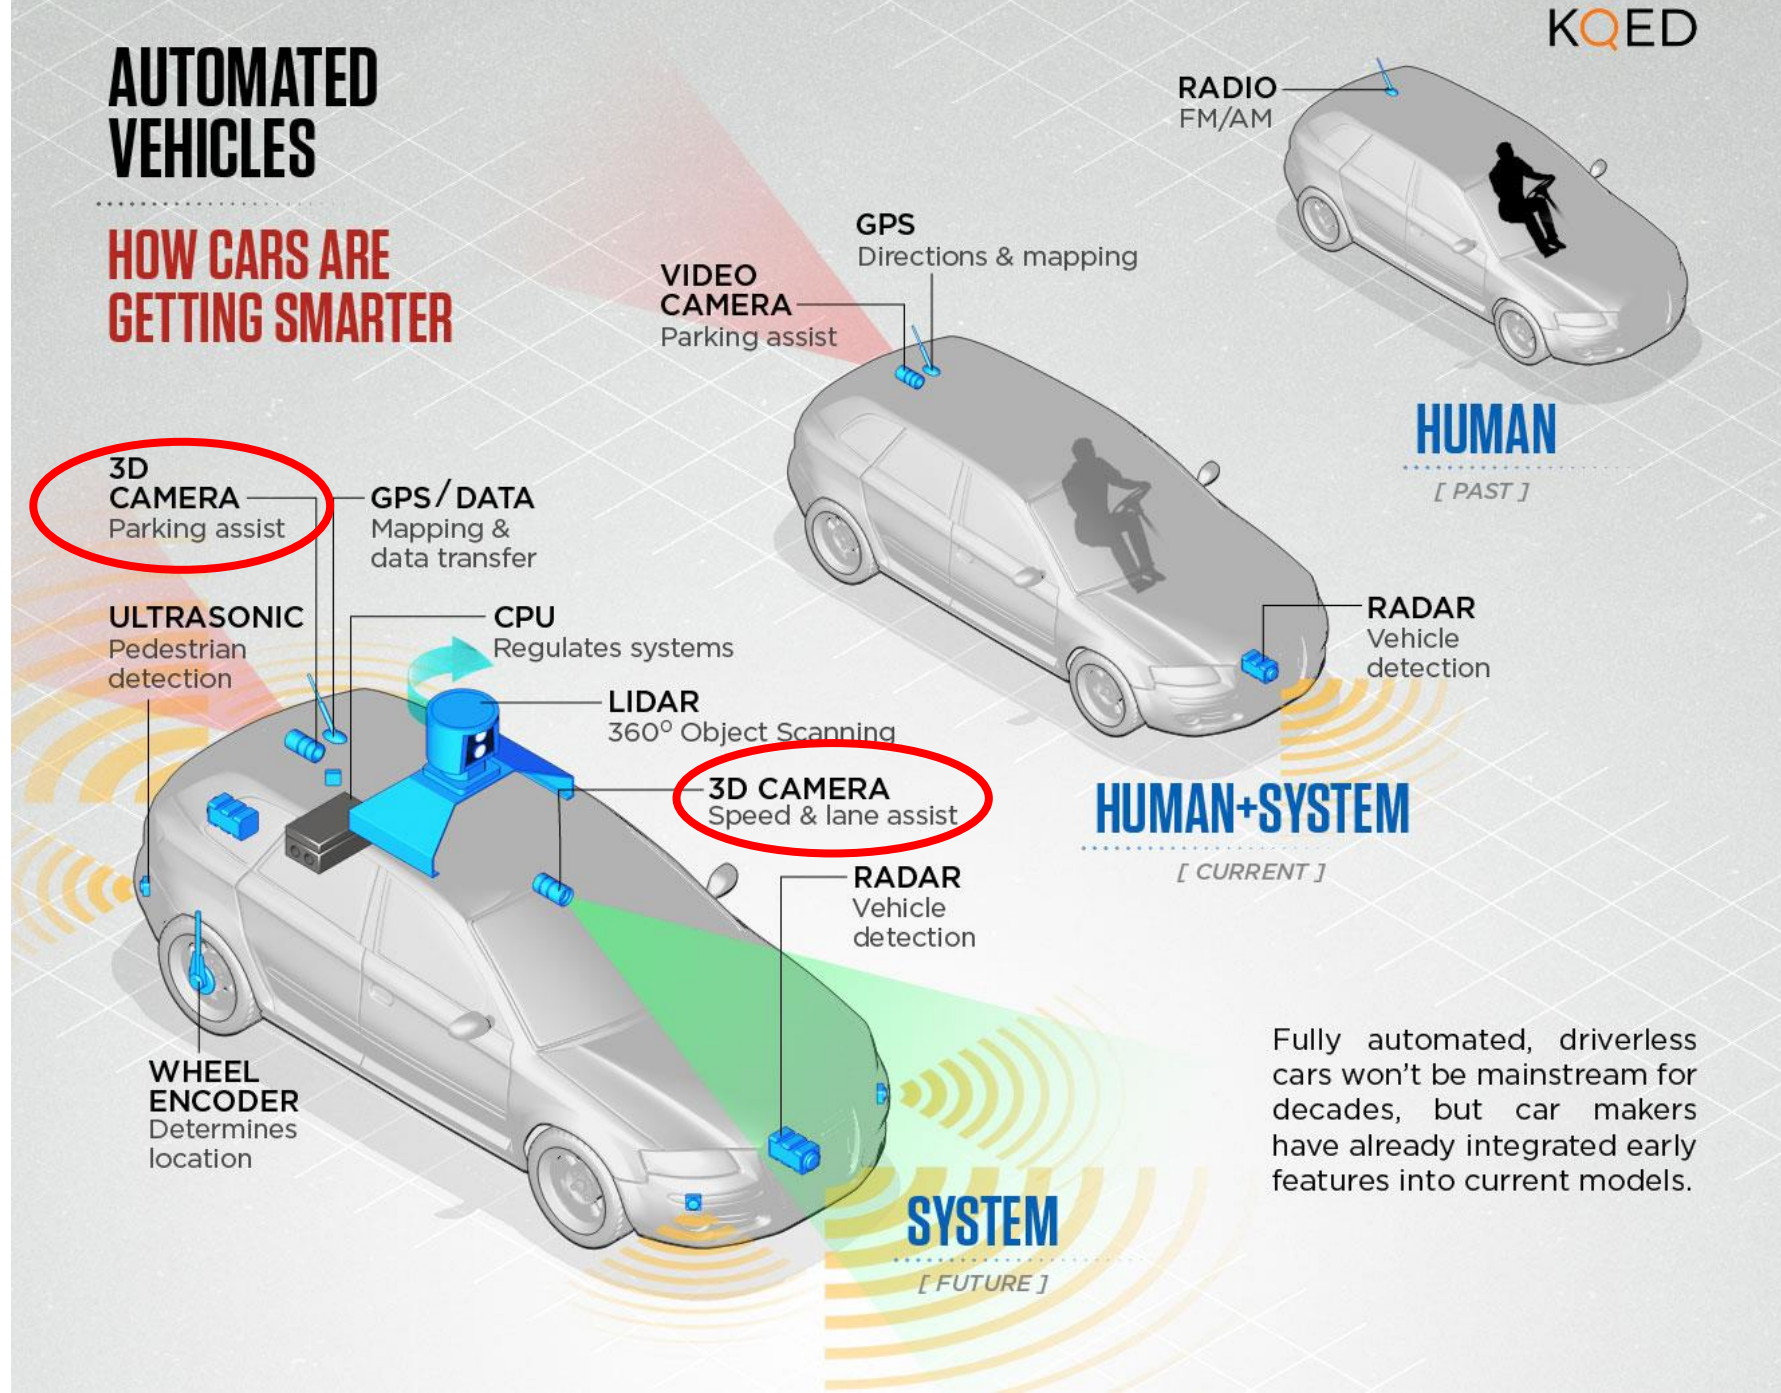 KQED
AUTOMATED
VEHICLES
HOW CARS ARE
GETTING SMARTER
RADIO
FM/AM
HUMAN
[ PAST ]
GPS
Directions & mapping
VIDEO
CAMERA
Parking assist
RADAR
Vehicle
detection
HUMAN+SYSTEM
[ CURRENT ]
3D
CAMERA
Parking assist
GPS/DATA
Mapping &
data transfer
ULTRASONIC
Pedestrian
detection
CPU
Regulates systems
LIDAR
360⁰ Object Scanning
3D CAMERA
Speed & lane assist
RADAR
Vehicle
detection
WHEEL
ENCODER
Determines
location
SYSTEM
[ FUTURE ]
Fully automated, driverless
cars won't be mainstream for
decades, but car makers
have already integrated early
features into current models.